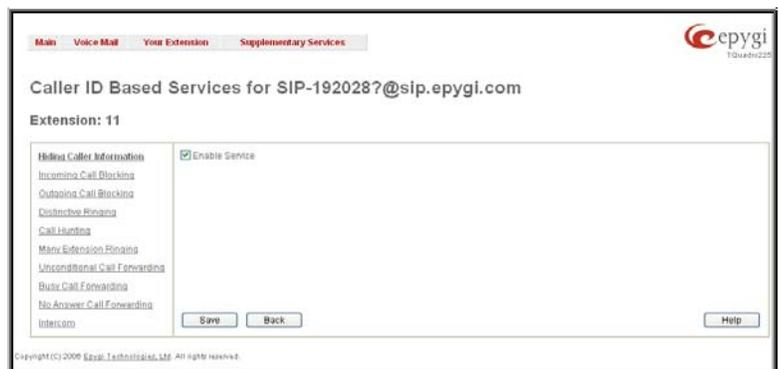 Main Voice Mail Your Extension Supplementary Services
epygi
TQuadro225
Caller ID Based Services for SIP-192028?@sip.epygi.com
Extension: 11
Hiding Caller Information
Enable Service
Incoming Call Blocking
Outgoing Call Blocking
Distinctive Ringing
Call Hunting
Many Extension Ringing
Unconditional Call Forwarding
Busy Call Forwarding
No Answer Call Forwarding
Intercom
Save Back Help
Copyright (C) 2006 Epygi Technologies, Ltd. All rights reserved.